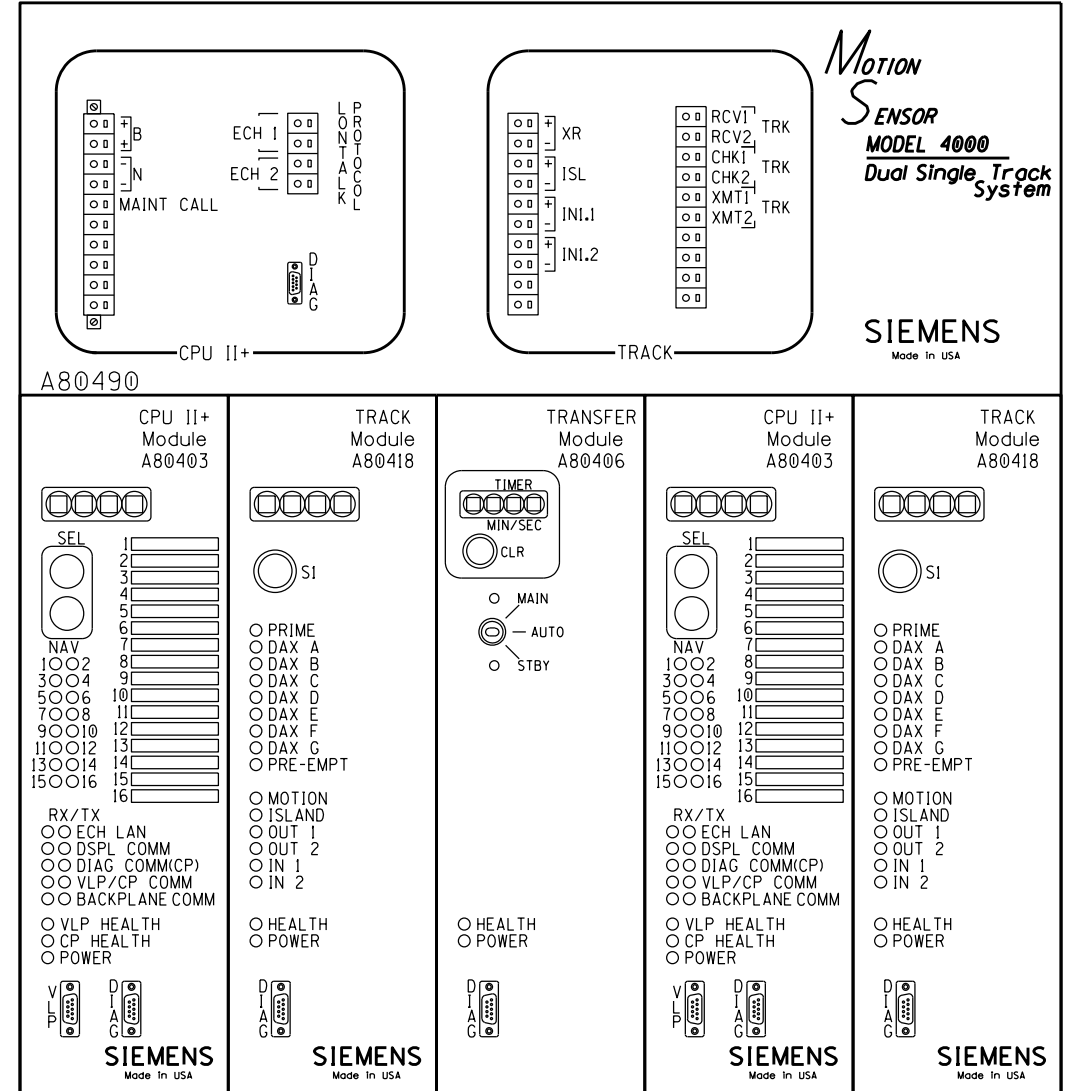 MOTION
SENSOR
MODEL 4000
Dual Single Track
System
B
+
+
N
-
-
MAINT CALL
ECH 1
ECH 2
LONTALK
PROTOCOL
DIAG
CPU II+
XR
+
-
ISL
+
-
IN1.1
+
-
IN1.2
+
-
RCV1
RCV2
TRK
CHK1
CHK2
TRK
XMT1
XMT2
TRK
TRACK
SIEMENS
Made in USA
A80490
CPU II+
Module
A80403
SEL
NAV
1
2
3
4
5
6
7
8
9
10
11
12
13
14
15
16
1 2
3 4
5 6
7 8
9 10
11 12
13 14
15 16
RX/TX
ECH LAN
DSPL COMM
DIAG COMM(CP)
VLP/CP COMM
BACKPLANE COMM
VLP HEALTH
CP HEALTH
POWER
VLP
DIAG
SIEMENS
Made in USA
TRACK
Module
A80418
S1
PRIME
DAX A
DAX B
DAX C
DAX D
DAX E
DAX F
DAX G
PRE-EMPT
MOTION
ISLAND
OUT 1
OUT 2
IN 1
IN 2
HEALTH
POWER
DIAG
SIEMENS
Made in USA
TRANSFER
Module
A80406
TIMER
MIN/SEC
CLR
MAIN
AUTO
STBY
HEALTH
POWER
DIAG
CPU II+
Module
A80403
SEL
NAV
1
2
3
4
5
6
7
8
9
10
11
12
13
14
15
16
1 2
3 4
5 6
7 8
9 10
11 12
13 14
15 16
RX/TX
ECH LAN
DSPL COMM
DIAG COMM(CP)
VLP/CP COMM
BACKPLANE COMM
VLP HEALTH
CP HEALTH
POWER
VLP
DIAG
SIEMENS
Made in USA
TRACK
Module
A80418
S1
PRIME
DAX A
DAX B
DAX C
DAX D
DAX E
DAX F
DAX G
PRE-EMPT
MOTION
ISLAND
OUT 1
OUT 2
IN 1
IN 2
HEALTH
POWER
DIAG
SIEMENS
Made in USA